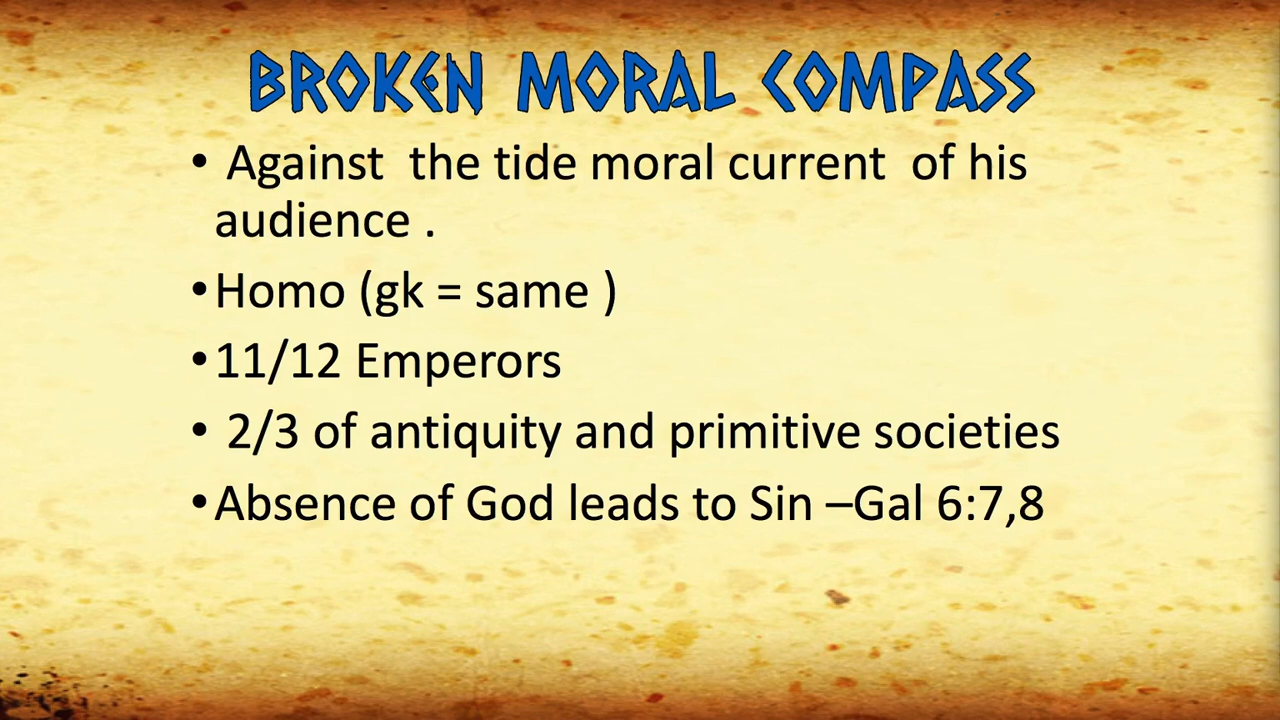 BROKEN MORAL COMPASS
• Against the tide moral current of his
audience .
• Homo (gk = same )
• 11/12 Emperors
• 2/3 of antiquity and primitive societies
• Absence of God leads to Sin –Gal 6:7,8